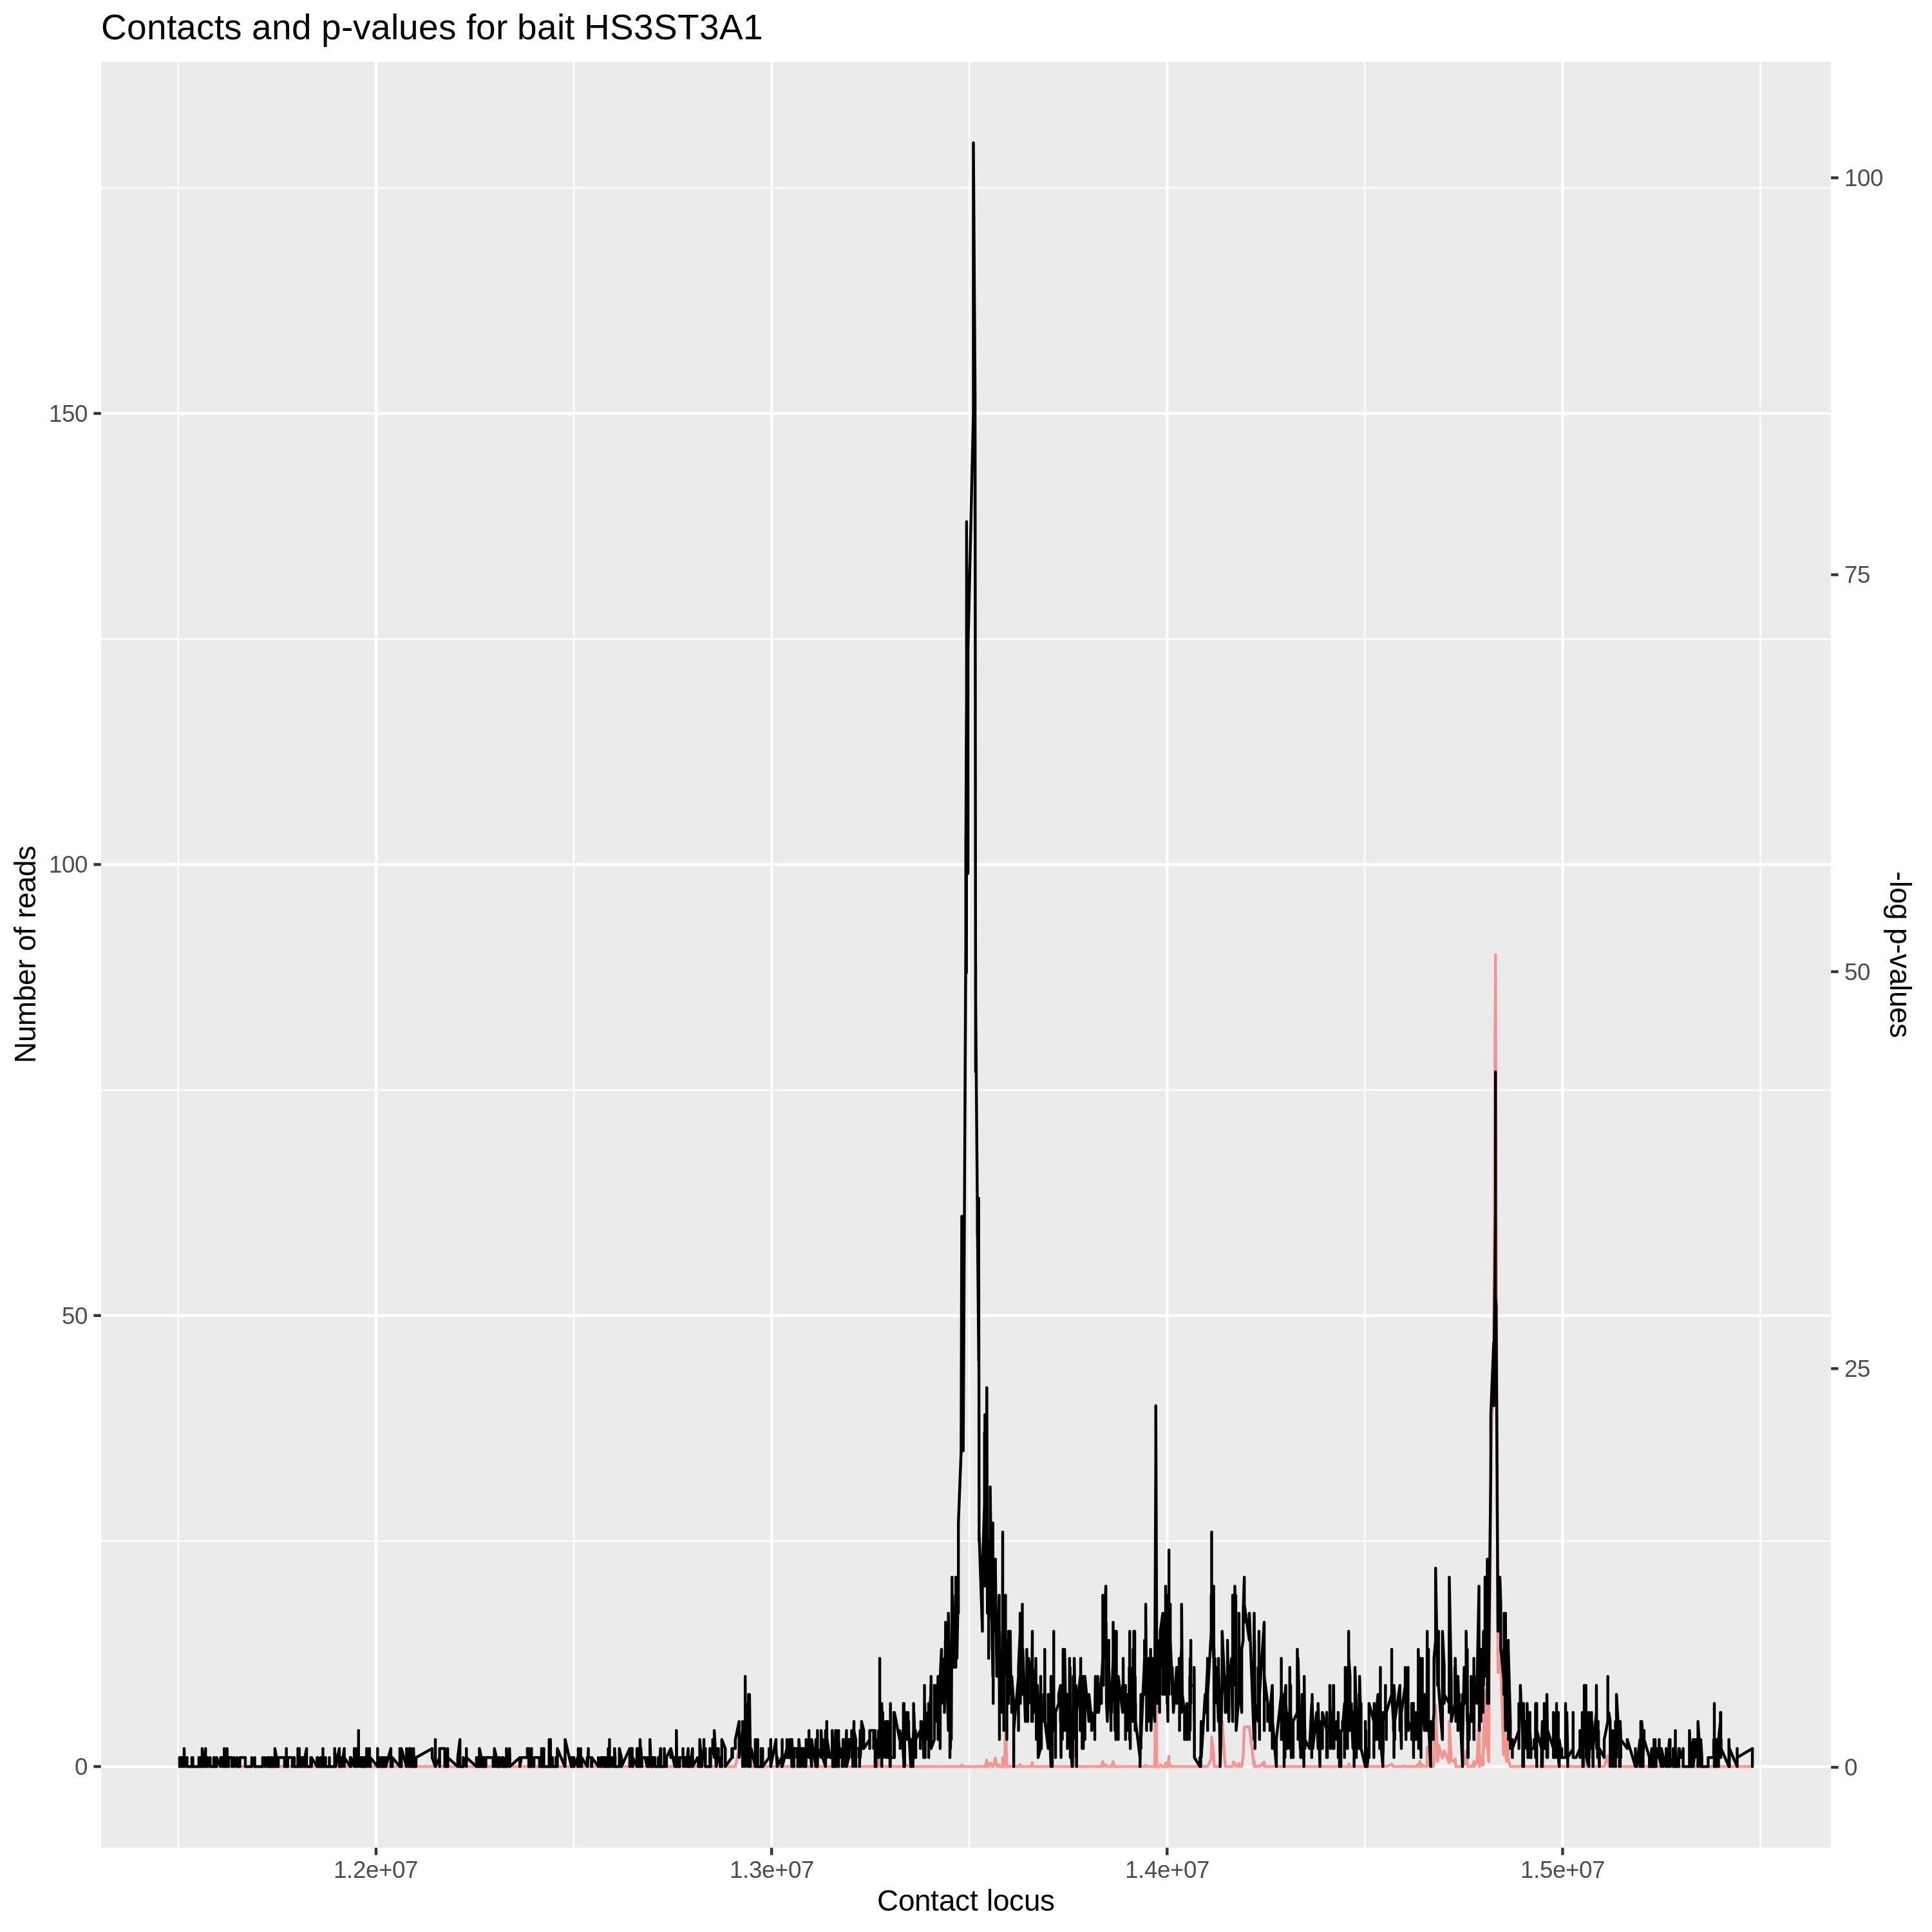 Contacts and p-values for bait HS3ST3A1
Number of reads
150
100
50
0
100
75
50
25
0
-log p-values
1.2e+07 1.3e+07 1.4e+07 1.5e+07
Contact locus